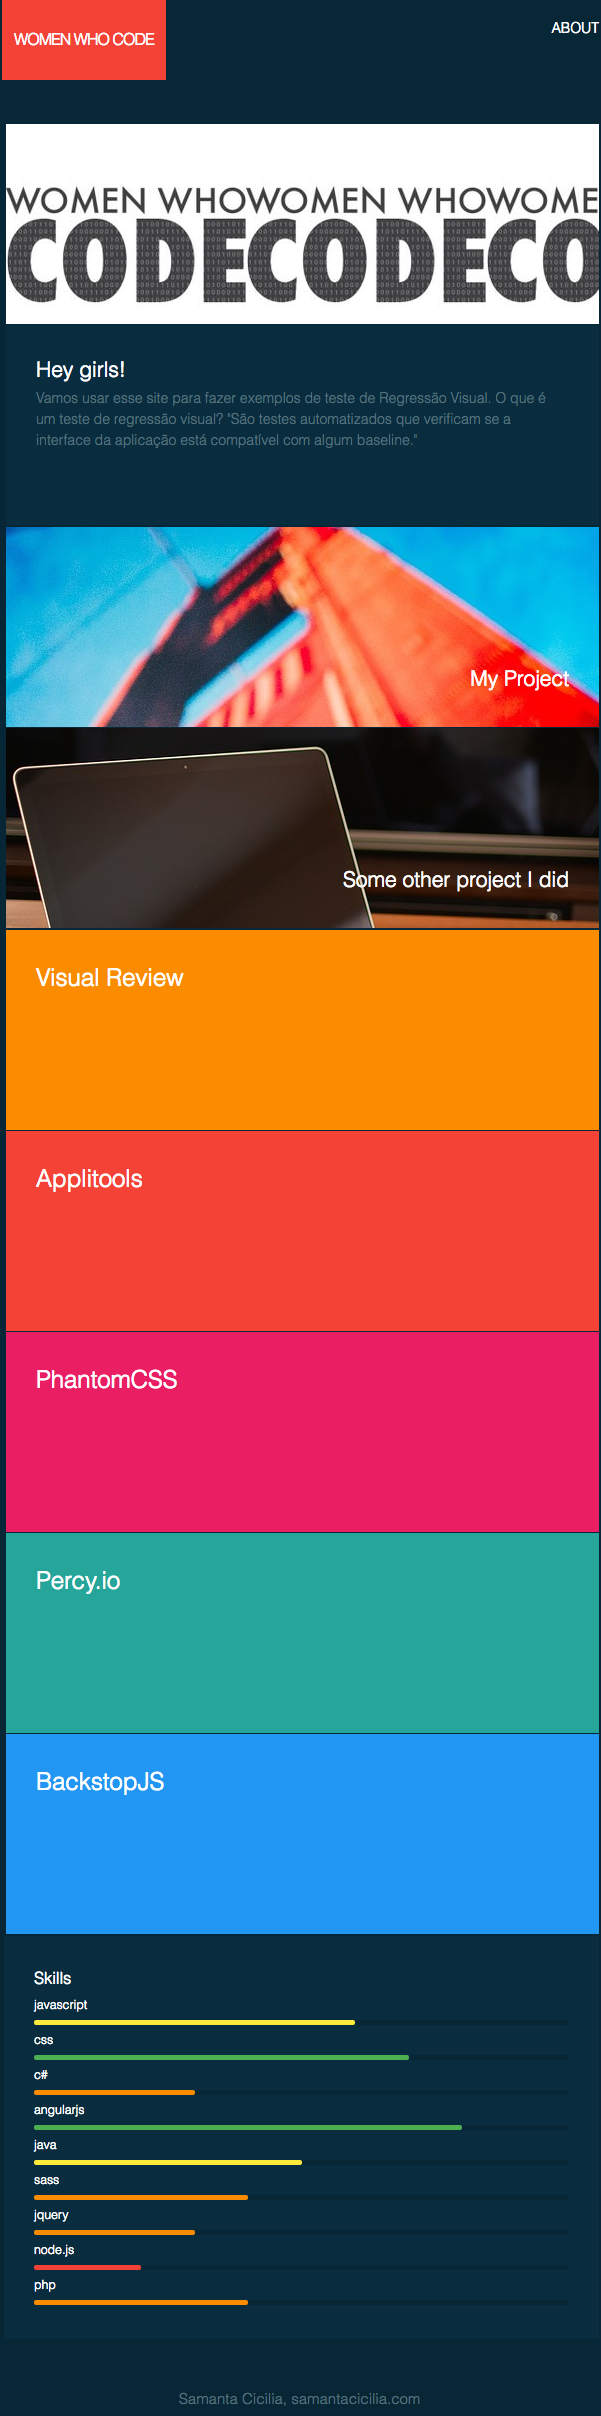 WOMEN WHO CODE
ABOUT
WOMEN WHOWOMEN WHOWOME
CODECODECO
Hey girls!
Vamos usar esse site para fazer exemplos de teste de Regressão Visual. O que é
um teste de regressão visual? "São testes automatizados que verificam se a
interface da aplicação está compatível com algum baseline."
My Project
Some other project I did
Visual Review
Applitools
PhantomCSS
Percy.io
BackstopJS
Skills
javascript
css
c#
angularjs
java
sass
jquery
node.js
php
Samanta Cicilia, samantacicilia.com